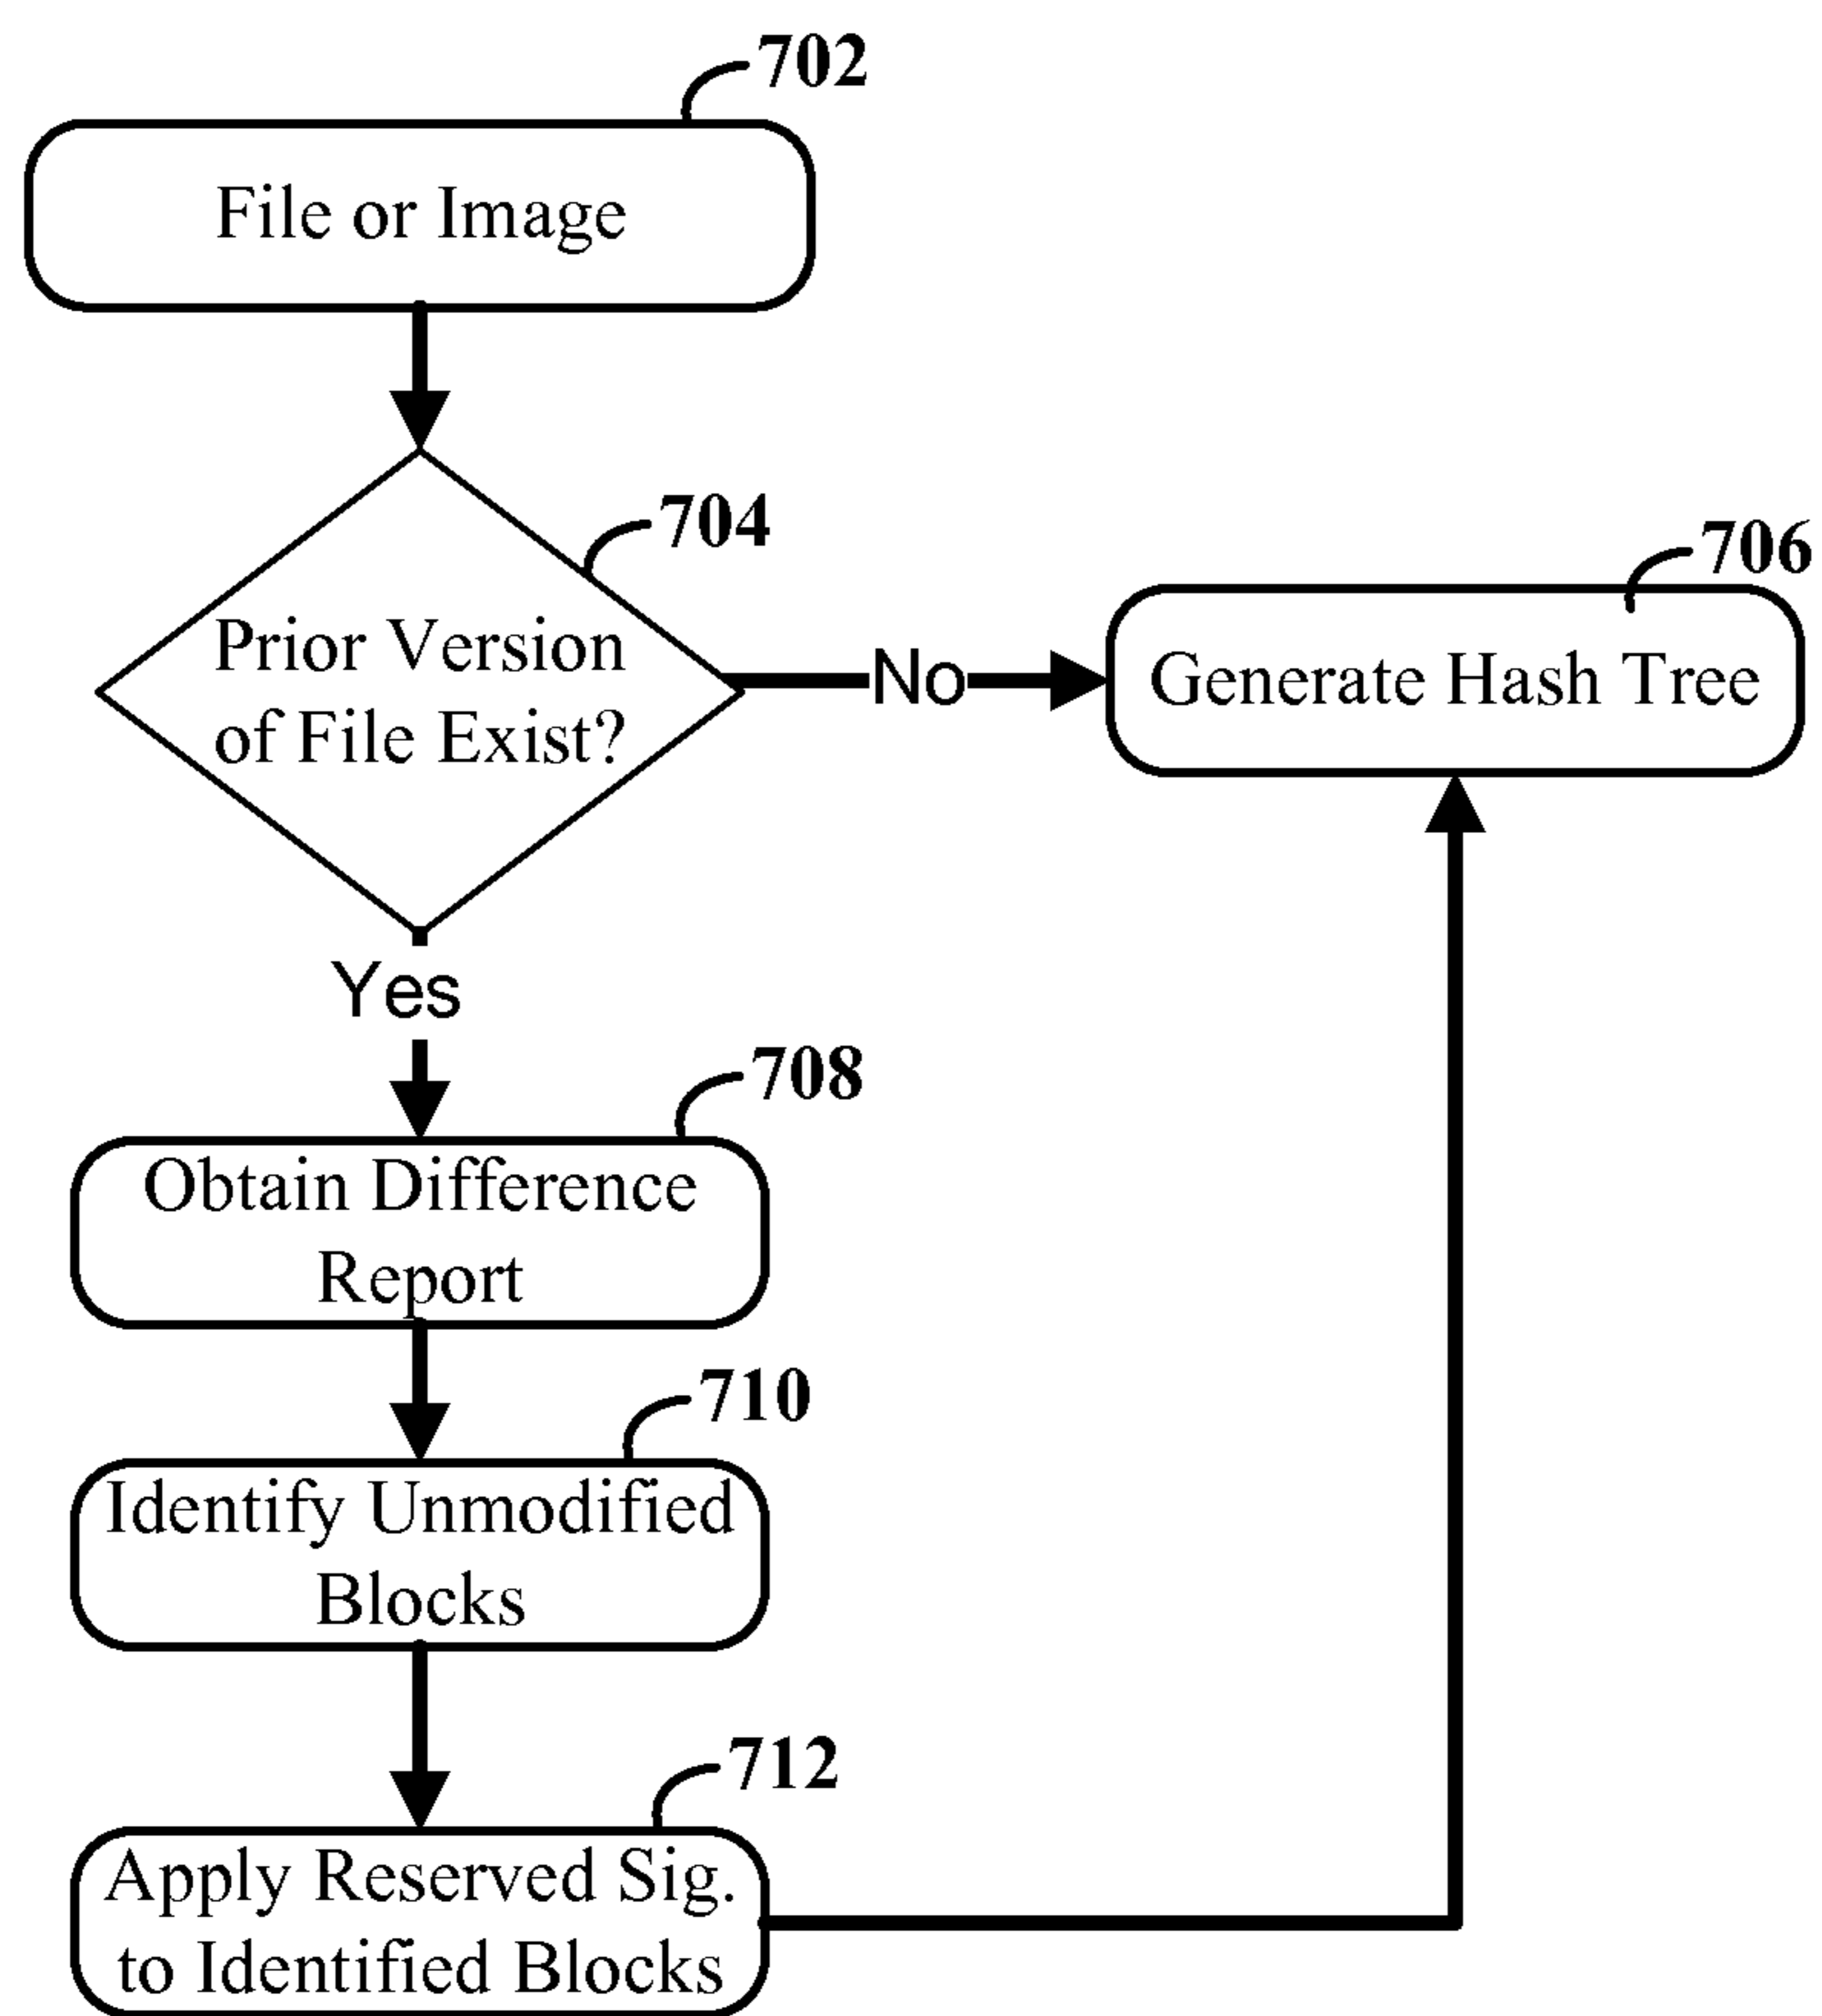 702
File or Image
704
Prior Version
of File Exist?
No
706
Generate Hash Tree
Yes
708
Obtain Difference
Report
710
Identify Unmodified
Blocks
712
Apply Reserved Sig.
to Identified Blocks